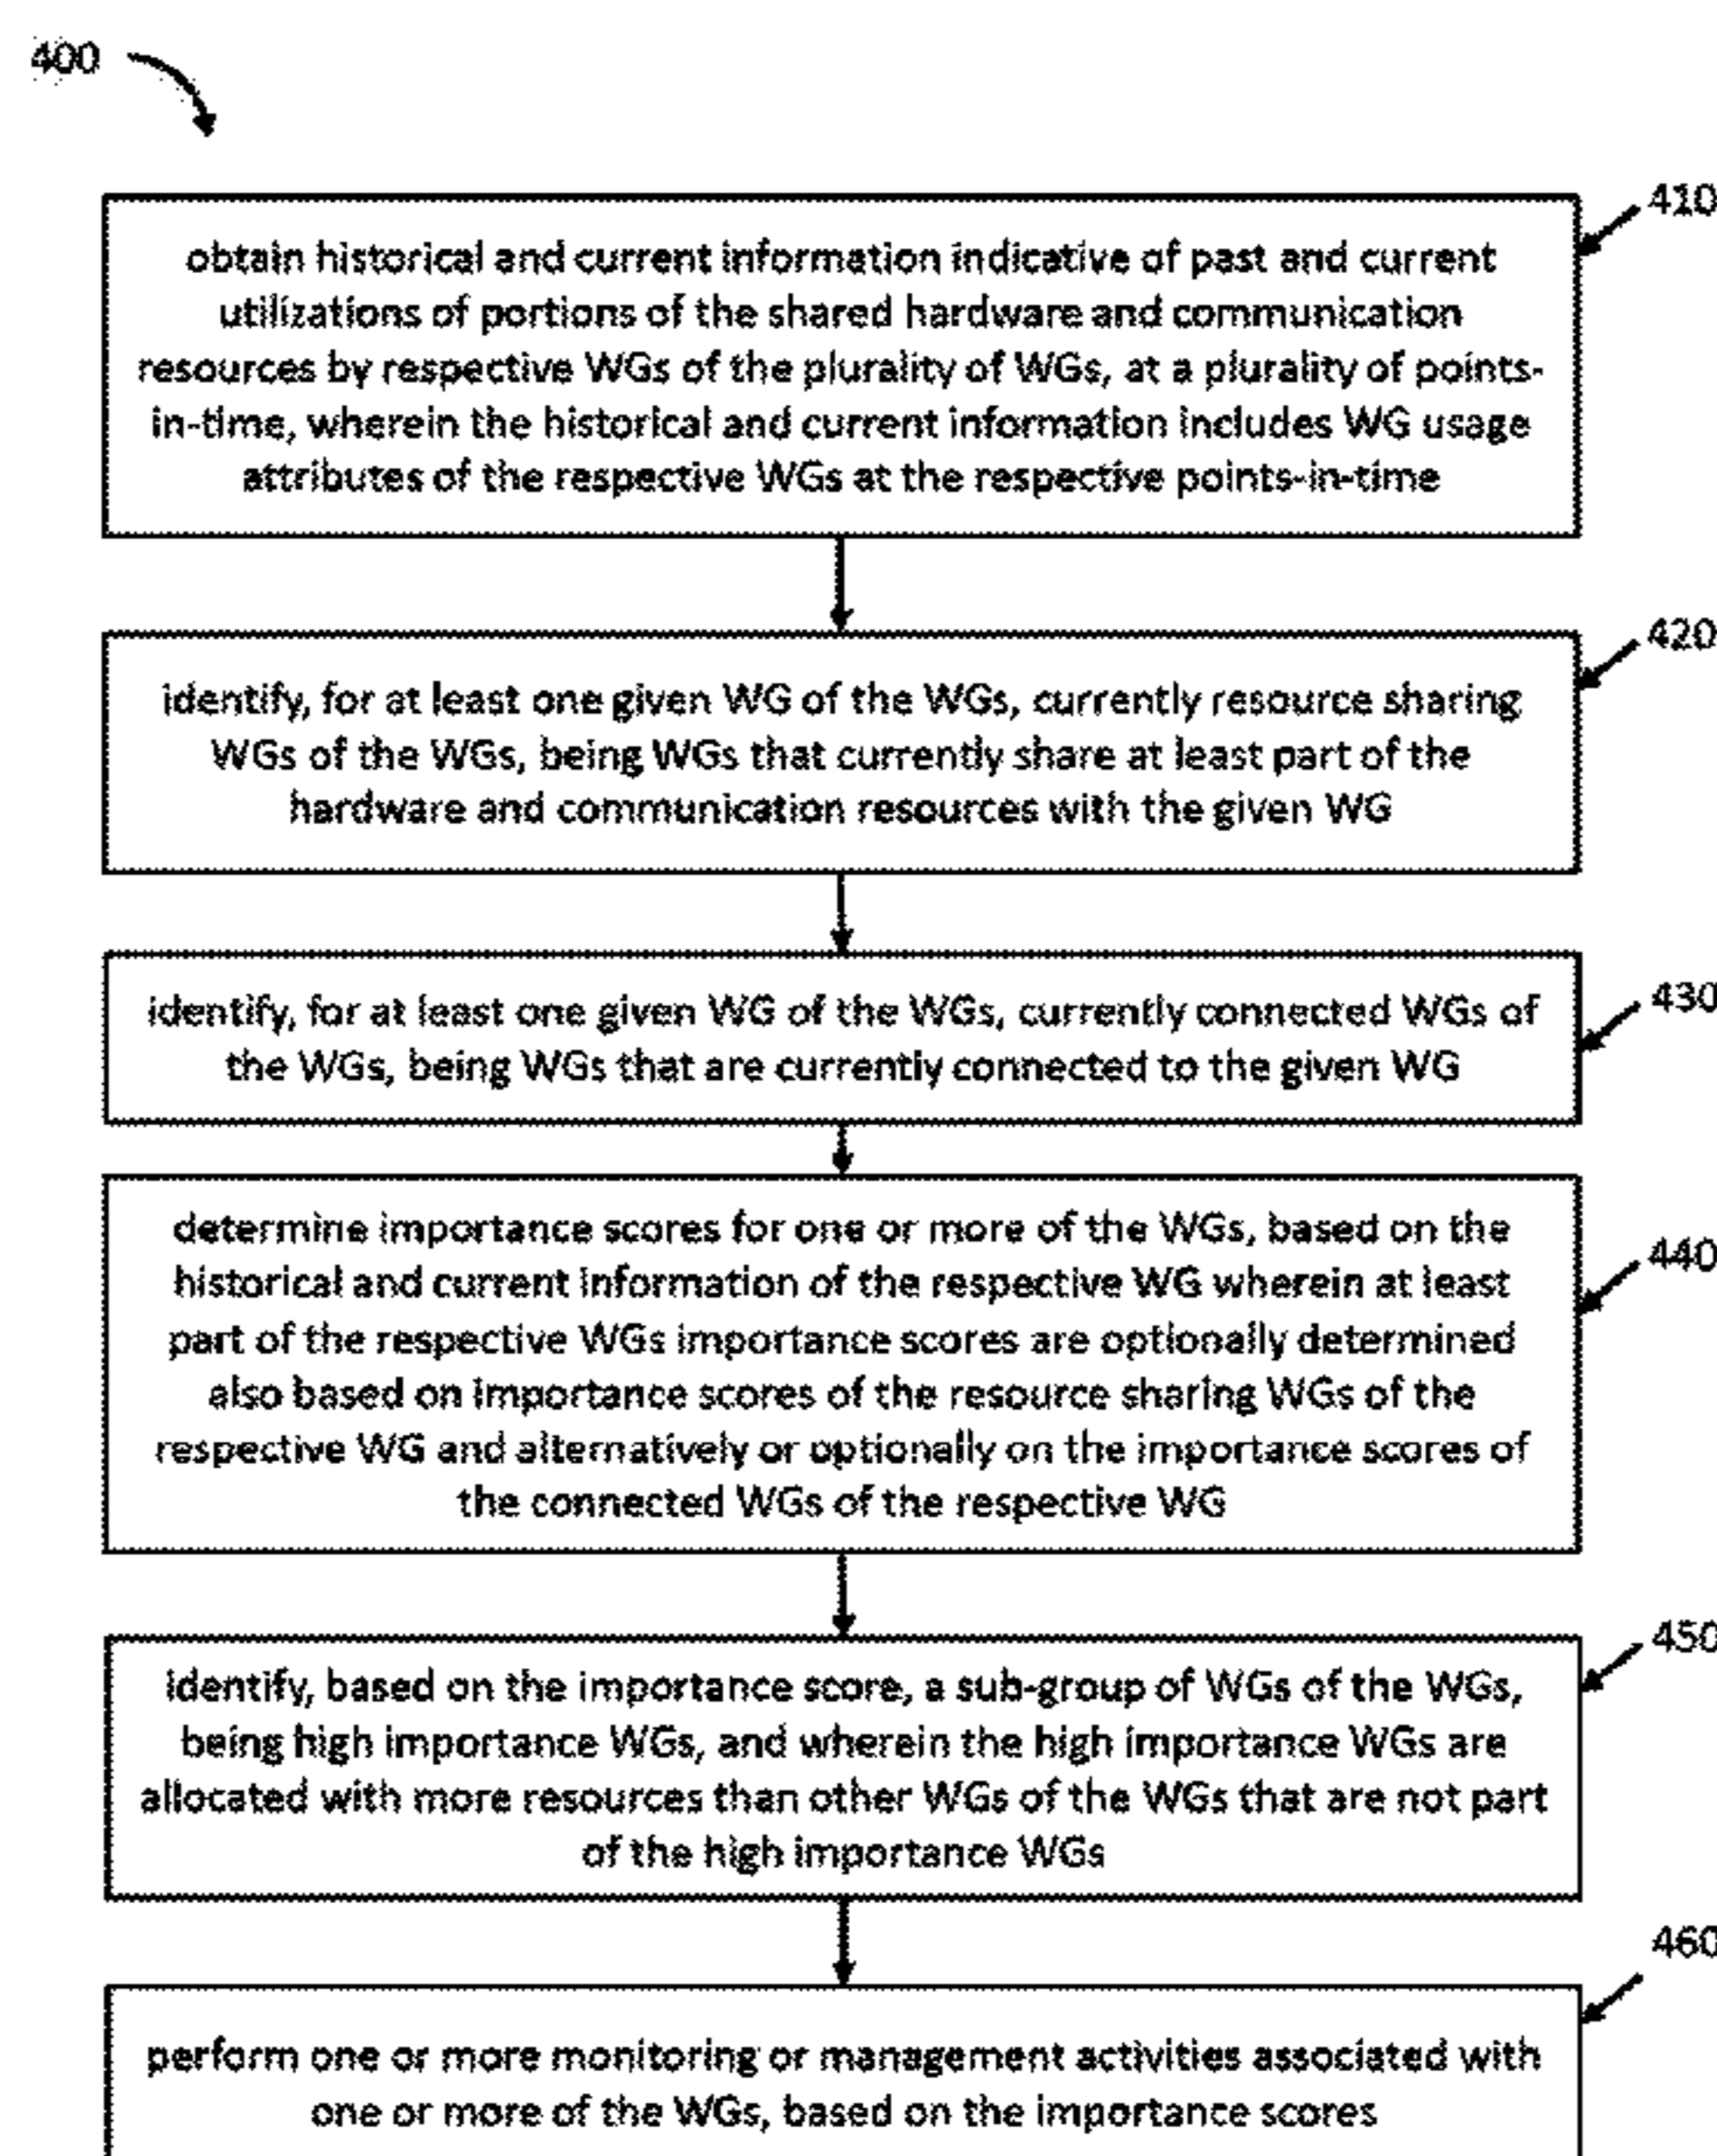 400
410
obtain historical and current information indicative of past and current
utilizations of portions of the shared hardware and communication
resources by respective WGs of the plurality of WGs, at a plurality of points-
in-time, wherein the historical and current information includes WG usage
attributes of the respective WGs at the respective points-in-time
420
identify, for at least one given WG of the WGs, currently resource sharing
WGs of the WGs, being WGs that currently share at least part of the
hardware and communication resources with the given WG
430
identify, for at least one given WG of the WGs, currently connected WGs of
the WGs, being WGs that are currently connected to the given WG
440
determine importance scores for one or more of the WGs, based on the
historical and current information of the respective WG wherein at least
part of the respective WGs importance scores are optionally determined
also based on importance scores of the resource sharing WGs of the
respective WG and alternatively or optionally on the importance scores of
the connected WGs of the respective WG
450
identify, based on the importance score, a sub-group of WGs of the WGs,
being high importance WGs, and wherein the high importance WGs are
allocated with more resources than other WGs of the WGs that are not part
of the high importance WGs
460
perform one or more monitoring or management activities associated with
one or more of the WGs, based on the importance scores